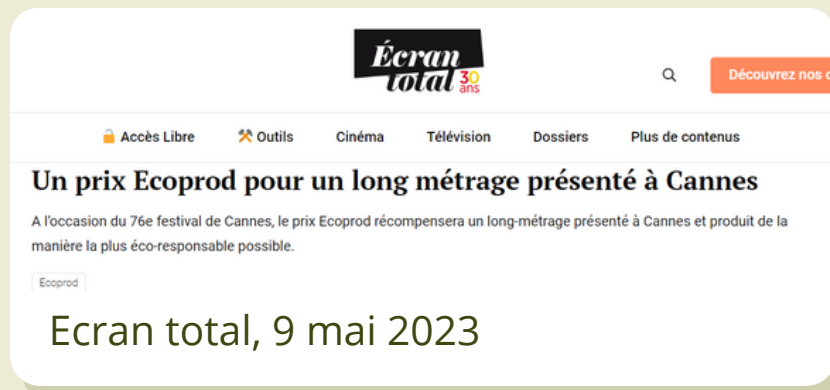 Écran
total 30
ans
Découvrez nos
Accès Libre Outils Cinéma Télévision Dossiers Plus de contenus
Un prix Ecoprod pour un long métrage présenté à Cannes
A l'occasion du 76e festival de Cannes, le prix Ecoprod récompensera un long-métrage présenté à Cannes et produit de la
manière la plus éco-responsable possible.
Ecoprod
Ecran total, 9 mai 2023